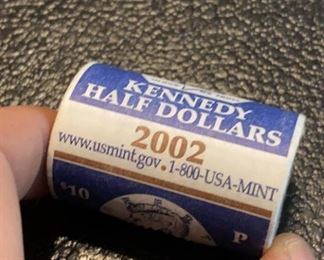 KENNEDY
HALF DOLLARS
2002
www.usmint.gov • 1-800-USA-MINT
$10
P